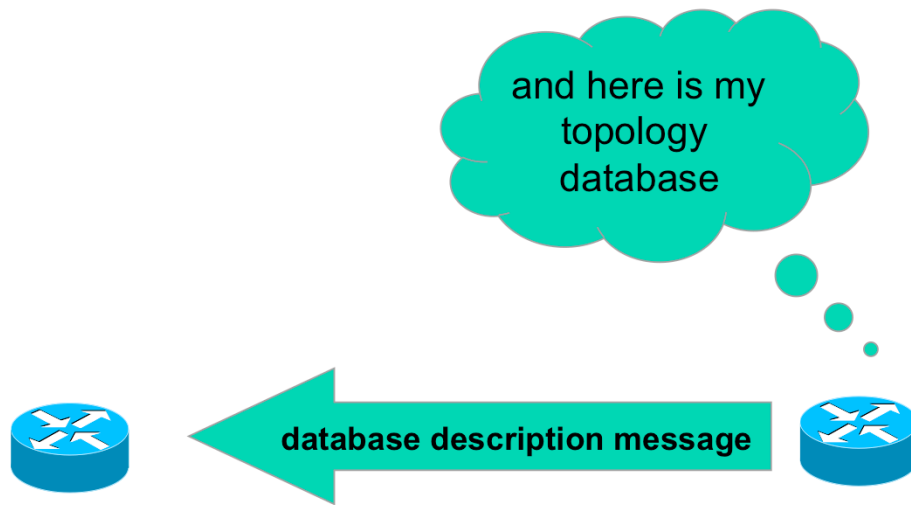 and here is my
topology
database
database description message